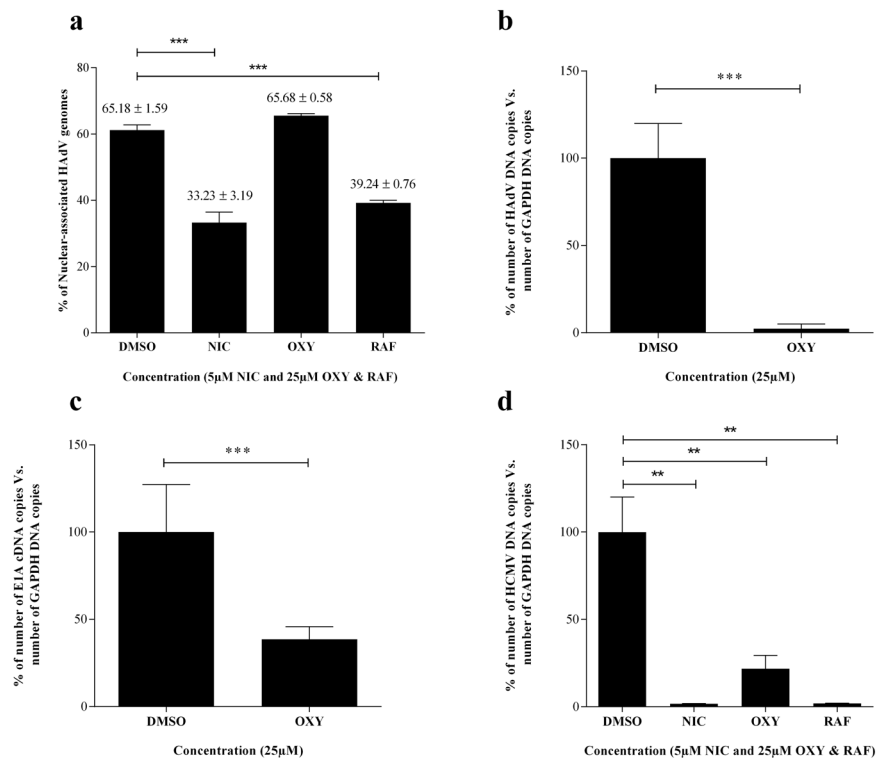 a
***
***
% of Nuclear-associated HAdV genomes
80
60
40
20
0
65.18 ± 1.59
33.23 ± 3.19
65.68 ± 0.58
39.24 ± 0.76
DMSO NIC OXY RAF
Concentration (5µM NIC and 25µM OXY & RAF)
b
***
% of number of HAdV DNA copies Vs.
number of GAPDH DNA copies
150
100
50
0
DMSO OXY
Concentration (25µM)
c
***
% of number of E1A cDNA copies Vs.
number of GAPDH DNA copies
150
100
50
0
DMSO OXY
Concentration (25µM)
d
**
**
**
% of number of HCMV DNA copies Vs.
number of GAPDH DNA copies
150
100
50
0
DMSO NIC OXY RAF
Concentration (5µM NIC and 25µM OXY & RAF)